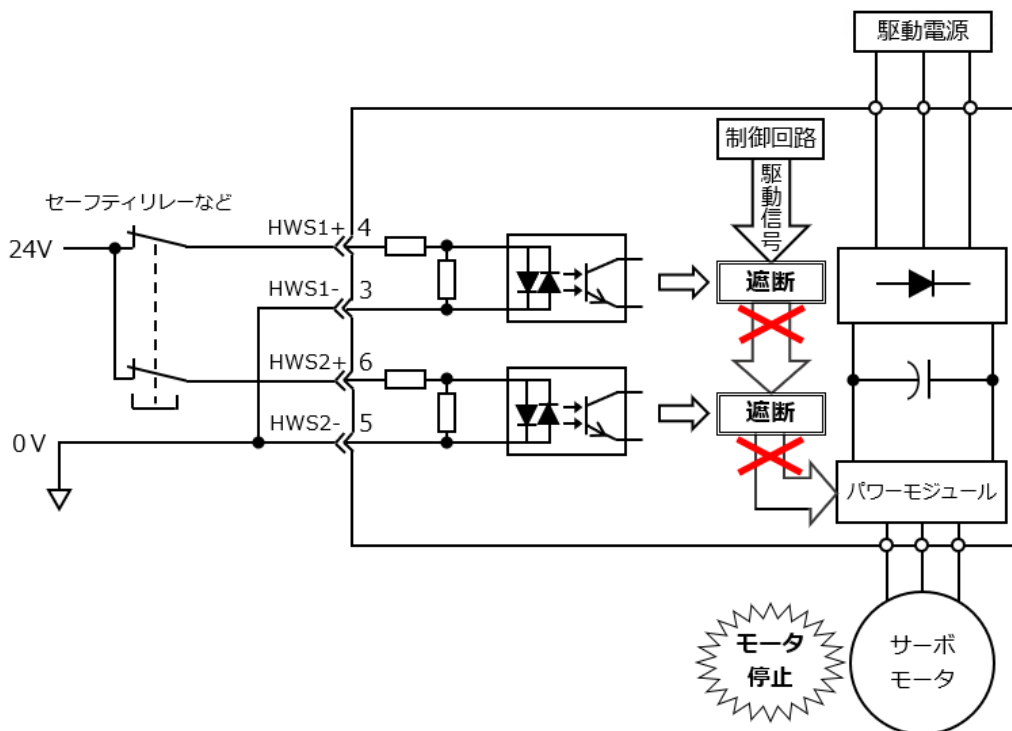 駆動電源
制御回路
駆動信号
セーフティリレーなど
24V
HWS1+ 4
HWS1- 3
遮断
HWS2+ 6
HWS2- 5
遮断
0V
パワーモジュール
モータ
停止
サーボ
モータ